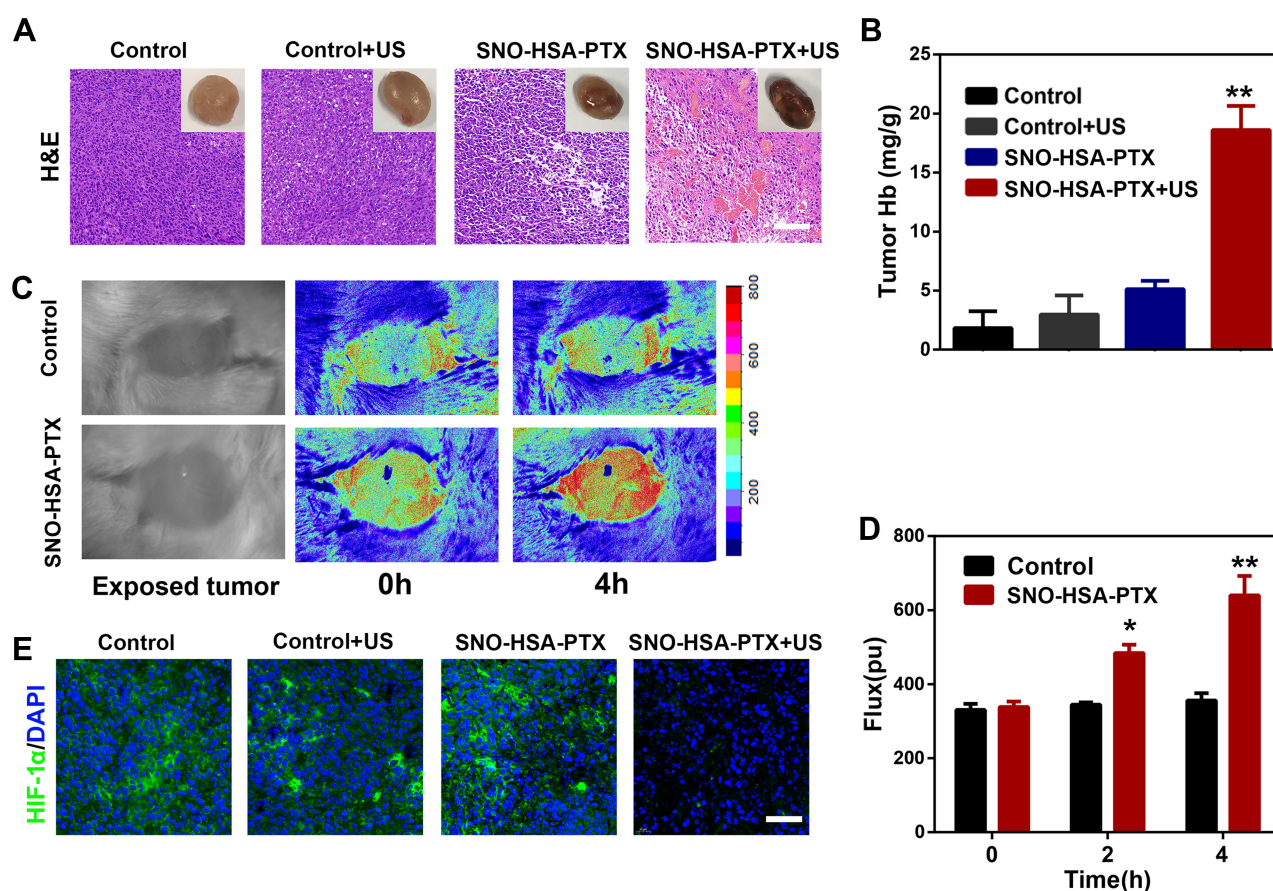 A
Control
Control+US
SNO-HSA-PTX
SNO-HSA-PTX+US
H&E
B
Tumor Hb (mg/g)
25
20
15
10
5
0
Control
Control+US
SNO-HSA-PTX
SNO-HSA-PTX+US
**
C
Control
SNO-HSA-PTX
Exposed tumor
0h
4h
800
600
400
200
D
Flux(pu)
800
600
400
200
0
Control
SNO-HSA-PTX
*
**
0
2
4
Time(h)
E
Control
Control+US
SNO-HSA-PTX
SNO-HSA-PTX+US
HIF-1α/DAPI